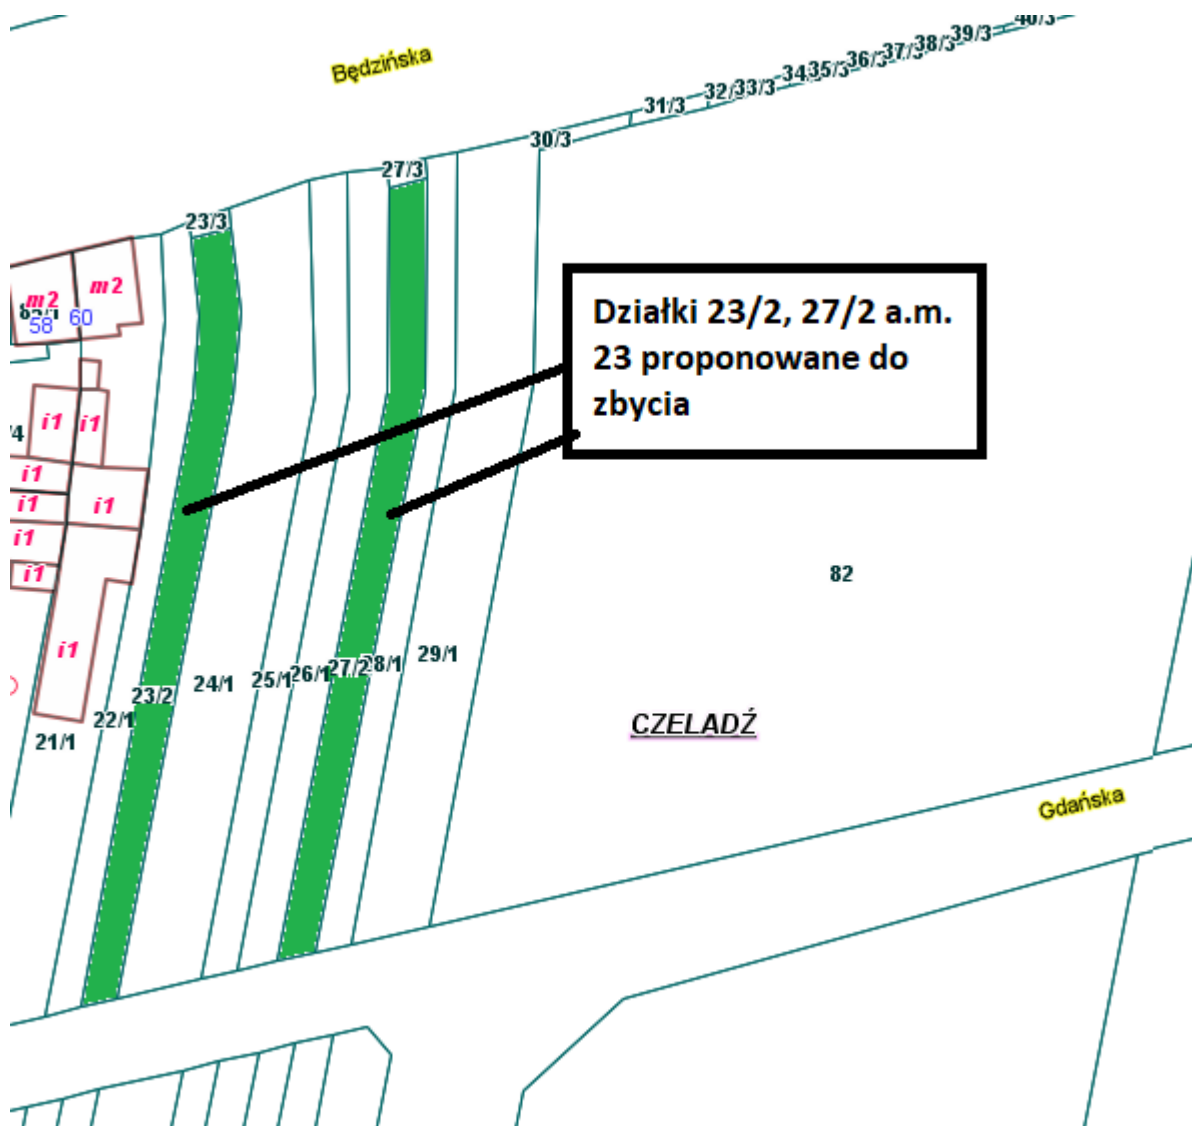 40/3
39/3
38/3
37/3
36/3
35/3
34
33/3
32/
31/3
30/3
Będzińska
27/3
23/3
m2
m2
58
60
Działki 23/2, 27/2 a.m.
23 proponowane do
zbycia
i1
i1
/4
i1
i1
i1
i1
i1
i1
82
29/1
28/1
27/2
26/1
25/1
24/1
23/2
22/1
21/1
CZELADŹ
Gdańska